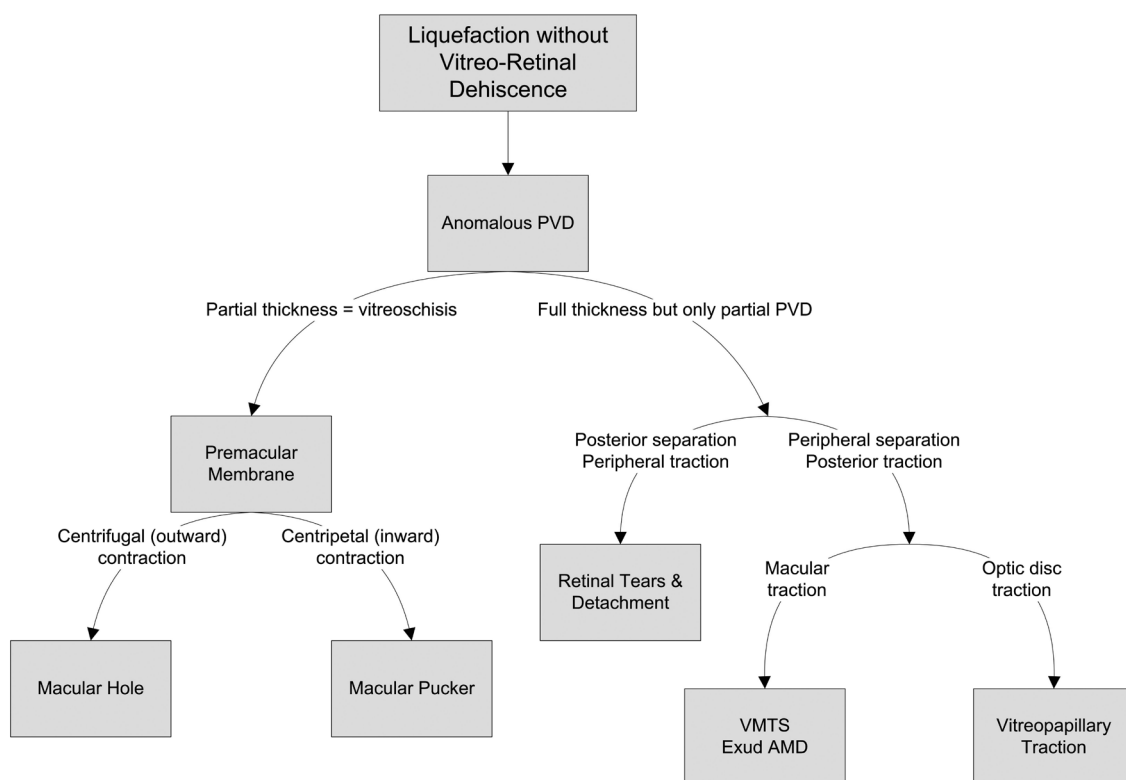 Liquefaction without
Vitreo-Retinal
Dehiscence
Anomalous PVD
Partial thickness = vitreoschisis
Full thickness but only partial PVD
Premacular
Membrane
Posterior separation
Peripheral traction
Peripheral separation
Posterior traction
Centrifugal (outward)
contraction
Centripetal (inward)
contraction
Retinal Tears &
Detachment
Macular
traction
Optic disc
traction
Macular Hole
Macular Pucker
VMTS
Exud AMD
Vitreopapillary
Traction